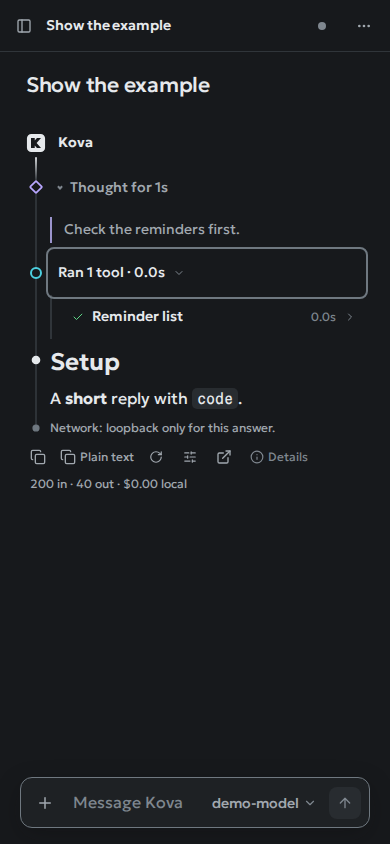 Show the example
Show the example
Kova
Thought for 1s
Check the reminders first.
Ran 1 tool · 0.0s
Reminder list 0.0s
Setup
A short reply with code.
Network: loopback only for this answer.
Plain text Details
200 in · 40 out · $0.00 local
Message Kova demo-model